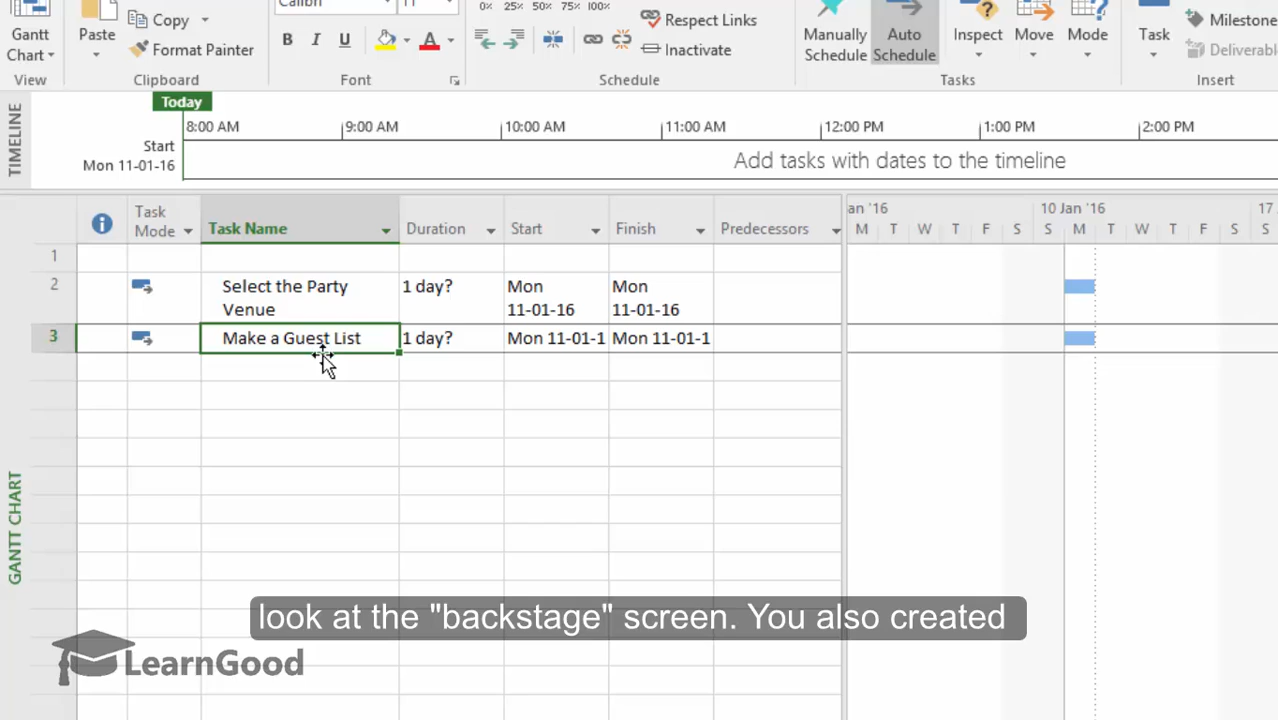 Calibri 11
0% 25% 50% 75% 100%
Gantt Chart
Paste
Copy
Format Painter
B I U A
Respect Links
Inactivate
Manually Schedule
Auto Schedule
Inspect
Move
Mode
Task
Milestone
Deliverabl
View
Clipboard
Font
Schedule
Tasks
Insert
TIMELINE
Today
8:00 AM 9:00 AM 10:00 AM 11:00 AM 12:00 PM 1:00 PM 2:00 PM
Start
Mon 11-01-16
Add tasks with dates to the timeline
Task Mode
Task Name
Duration
Start
Finish
Predecessors
an '16 10 Jan '16 17
M T W T F S S M T W T F S S
1
2 Select the Party Venue 1 day? Mon 11-01-16 Mon 11-01-16
3 Make a Guest List 1 day? Mon 11-01-1 Mon 11-01-1
GANTT CHART
look at the "backstage" screen. You also created
LearnGood